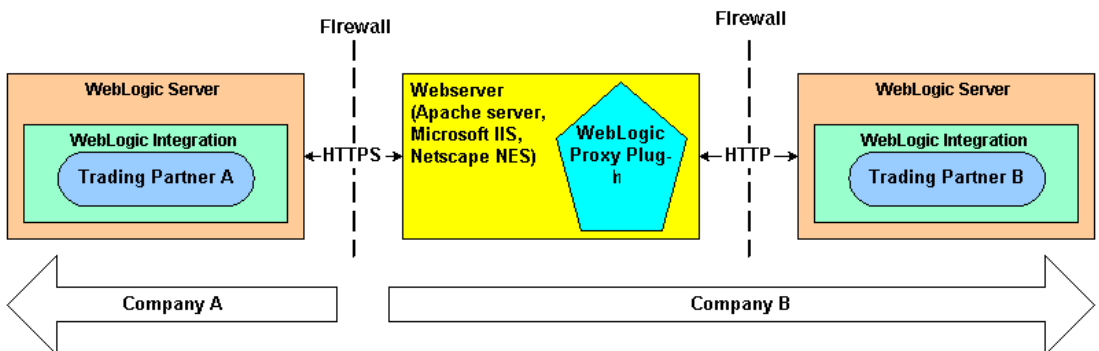 Firewall
Firewall
WebLogic Server
WebLogic Integration
Trading Partner A
HTTPS
Webserver
(Apache server,
Microsoft IIS,
Netscape NES)
WebLogic
Proxy Plug-
h
HTTP
WebLogic Server
WebLogic Integration
Trading Partner B
Company A
Company B